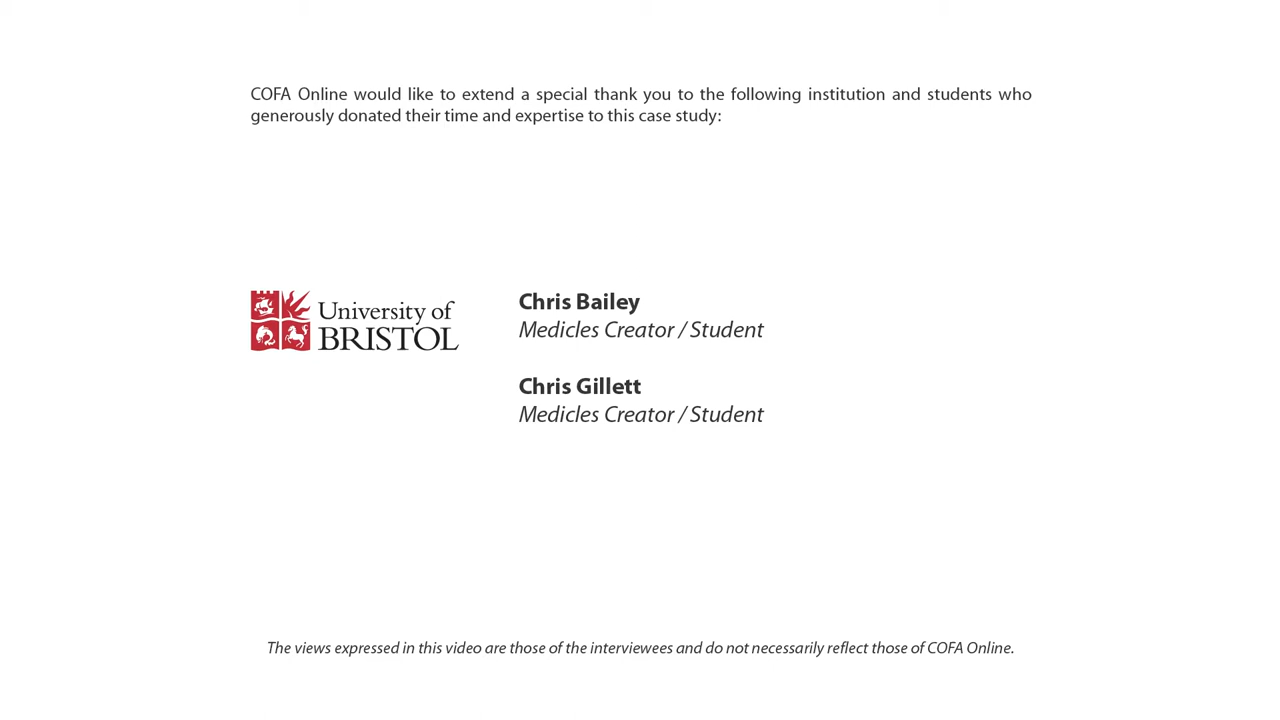 COFA Online would like to extend a special thank you to the following institution and students who
generously donated their time and expertise to this case study:
University of
BRISTOL
Chris Bailey
Medicles Creator / Student
Chris Gillett
Medicles Creator / Student
The views expressed in this video are those of the interviewees and do not necessarily reflect those of COFA Online.